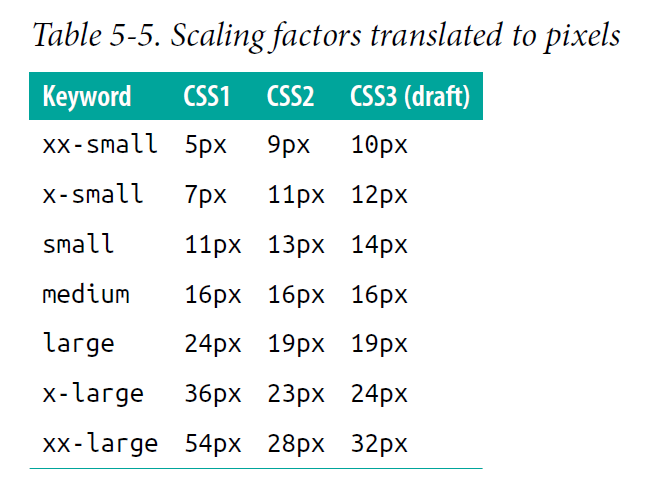 Table 5-5. Scaling factors translated to pixels
Keyword CSS1 CSS2 CSS3 (draft)
xx-small 5px 9px 10px
x-small 7px 11px 12px
small 11px 13px 14px
medium 16px 16px 16px
large 24px 19px 19px
x-large 36px 23px 24px
xx-large 54px 28px 32px